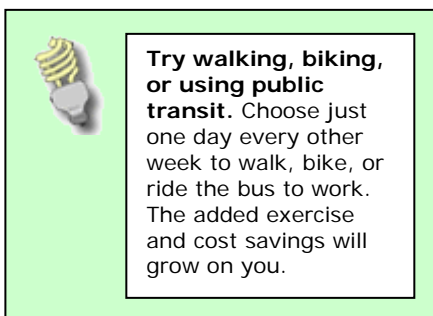 Try walking, biking,
or using public
transit. Choose just
one day every other
week to walk, bike, or
ride the bus to work.
The added exercise
and cost savings will
grow on you.